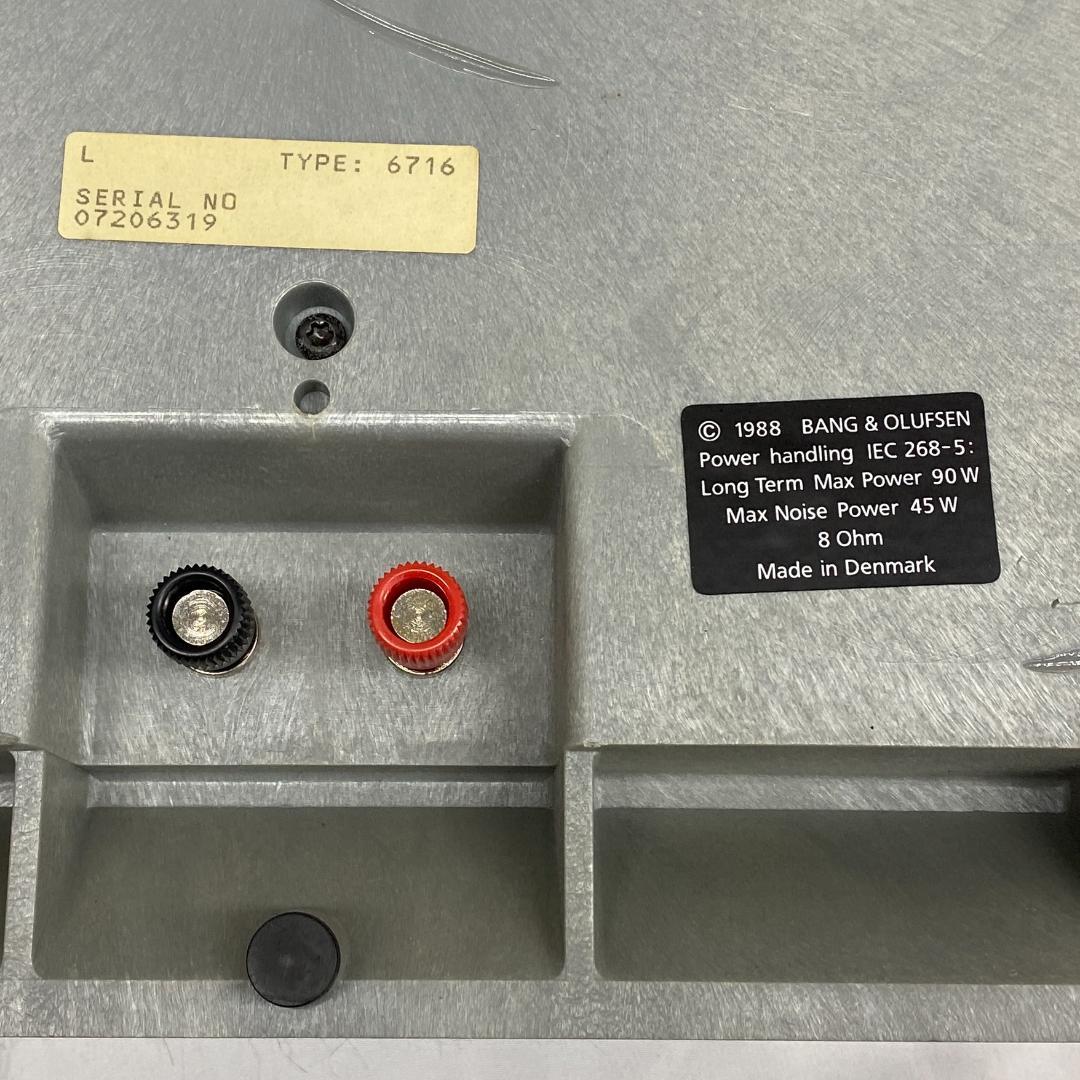 L TYPE: 6716
SERIAL NO
07206319
© 1988 BANG & OLUFSEN
Power handling IEC 268-5:
Long Term Max Power 90 W
Max Noise Power 45 W
8 Ohm
Made in Denmark